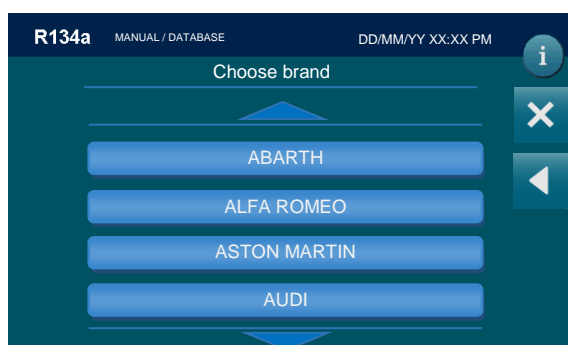 R134a MANUAL / DATABASE DD/MM/YY XX:XX PM
i
Choose brand
ABARTH
ALFA ROMEO
ASTON MARTIN
AUDI